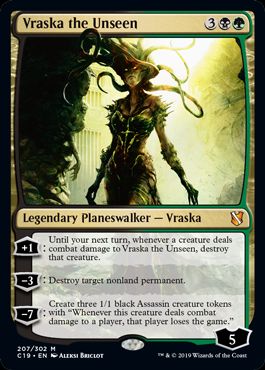 Vraska the Unseen 3
Legendary Planeswalker — Vraska
+1: Until your next turn, whenever a creature deals
combat damage to Vraska the Unseen, destroy
that creature.
−3: Destroy target nonland permanent.
Create three 1/1 black Assassin creature tokens
−7: with "Whenever this creature deals combat
damage to a player, that player loses the game."
5
207/302 M
C19 • EN ALEKSI BRICLOT
™ & © 2019 Wizards of the Coast